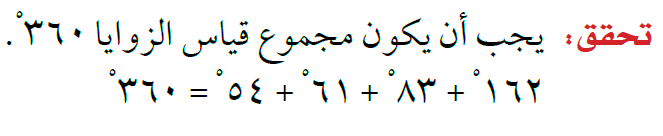 تحقق: يجب أن يكون مجموع قياس الزوايا ٣٦٠°.
١٦٢° + ٨٣° + ٦١° + ٥٤° = ٣٦٠°